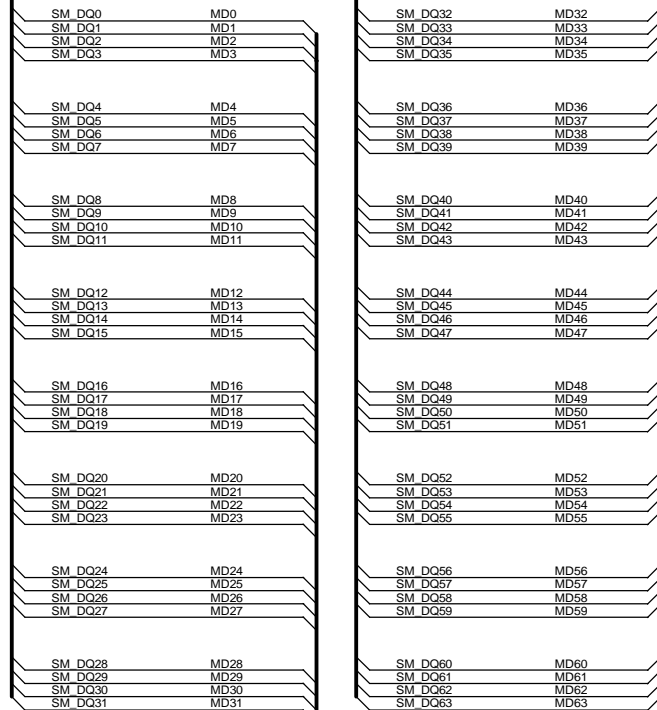 SM_DQ0 MD0
SM_DQ1 MD1
SM_DQ2 MD2
SM_DQ3 MD3
SM_DQ4 MD4
SM_DQ5 MD5
SM_DQ6 MD6
SM_DQ7 MD7
SM_DQ8 MD8
SM_DQ9 MD9
SM_DQ10 MD10
SM_DQ11 MD11
SM_DQ12 MD12
SM_DQ13 MD13
SM_DQ14 MD14
SM_DQ15 MD15
SM_DQ16 MD16
SM_DQ17 MD17
SM_DQ18 MD18
SM_DQ19 MD19
SM_DQ20 MD20
SM_DQ21 MD21
SM_DQ22 MD22
SM_DQ23 MD23
SM_DQ24 MD24
SM_DQ25 MD25
SM_DQ26 MD26
SM_DQ27 MD27
SM_DQ28 MD28
SM_DQ29 MD29
SM_DQ30 MD30
SM_DQ31 MD31
SM_DQ32 MD32
SM_DQ33 MD33
SM_DQ34 MD34
SM_DQ35 MD35
SM_DQ36 MD36
SM_DQ37 MD37
SM_DQ38 MD38
SM_DQ39 MD39
SM_DQ40 MD40
SM_DQ41 MD41
SM_DQ42 MD42
SM_DQ43 MD43
SM_DQ44 MD44
SM_DQ45 MD45
SM_DQ46 MD46
SM_DQ47 MD47
SM_DQ48 MD48
SM_DQ49 MD49
SM_DQ50 MD50
SM_DQ51 MD51
SM_DQ52 MD52
SM_DQ53 MD53
SM_DQ54 MD54
SM_DQ55 MD55
SM_DQ56 MD56
SM_DQ57 MD57
SM_DQ58 MD58
SM_DQ59 MD59
SM_DQ60 MD60
SM_DQ61 MD61
SM_DQ62 MD62
SM_DQ63 MD63